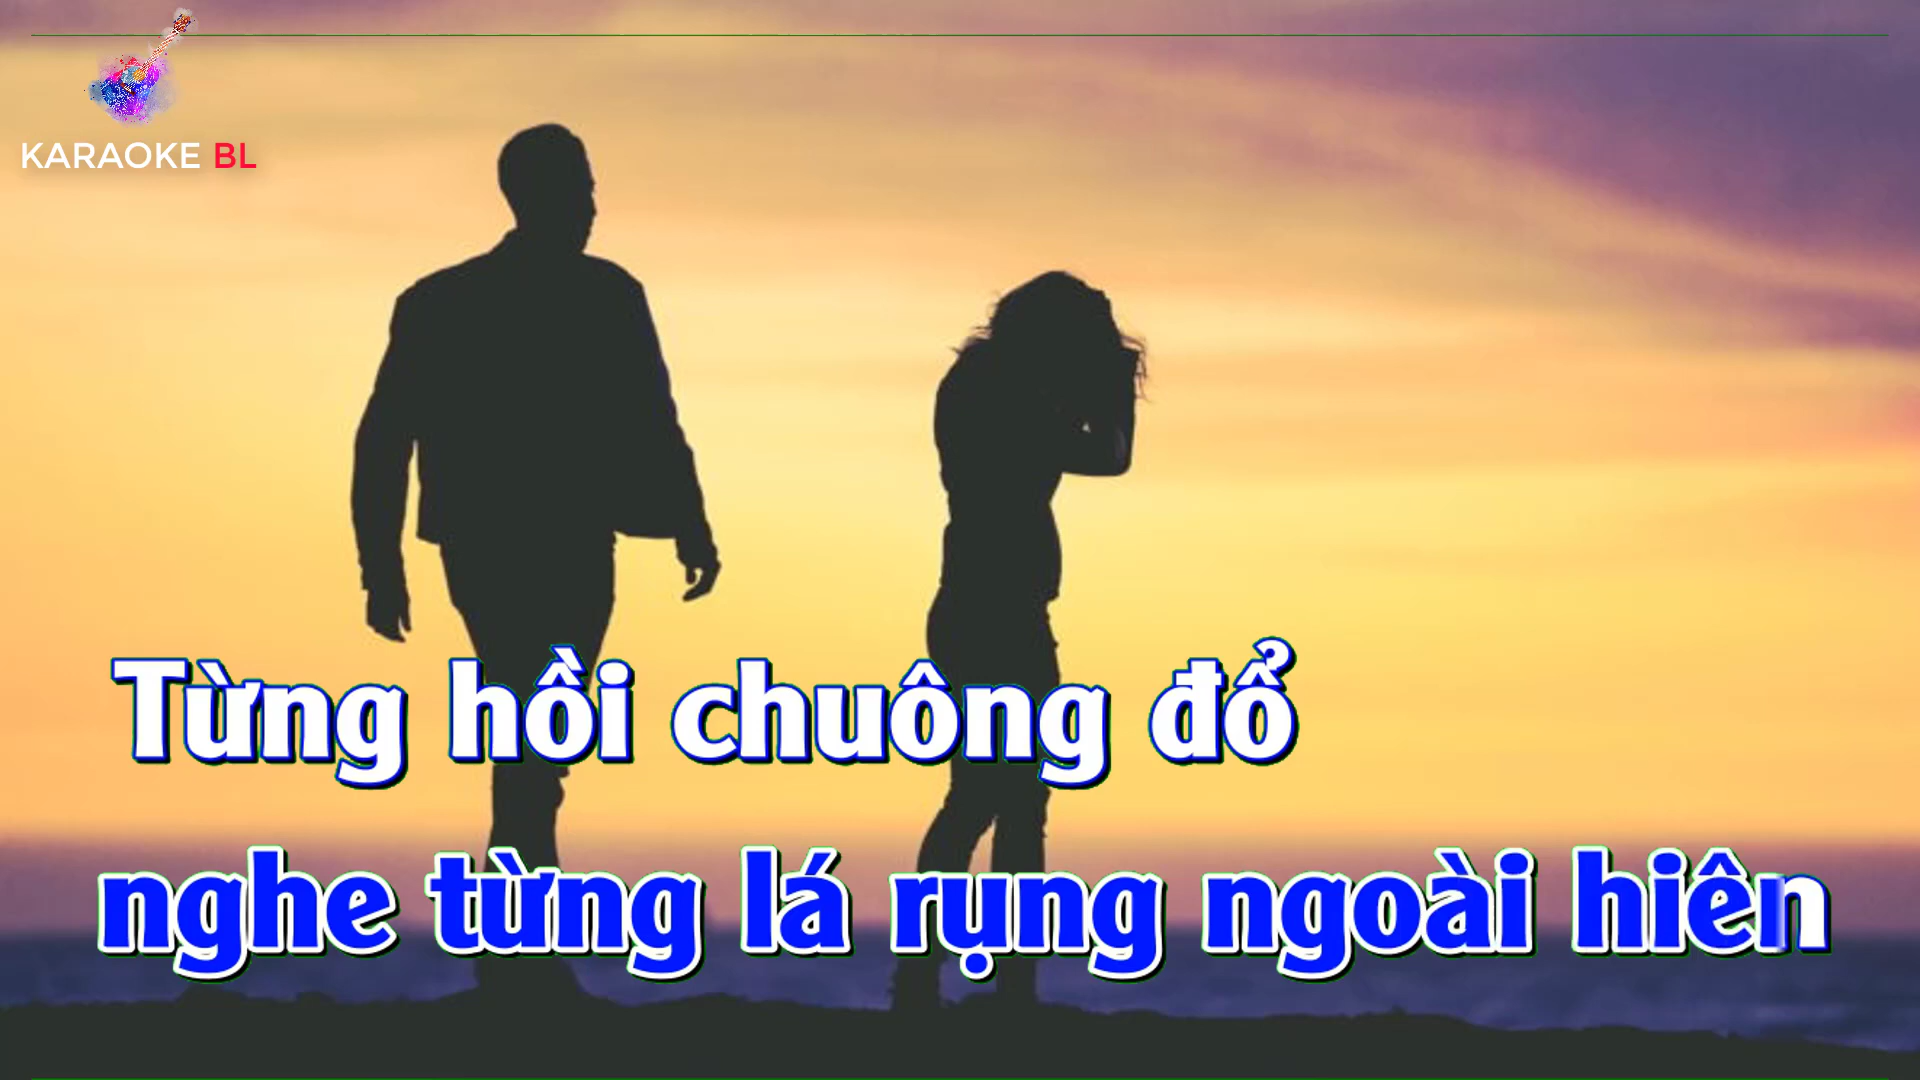 KARAOKE BL
Từng hồi chuông đổ
nghe từng lá rụng ngoài hiên